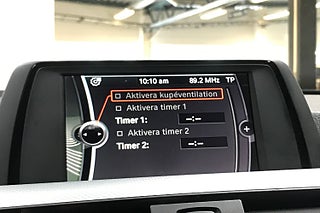 10:10 am 89.2 MHz TP
Aktivera kupéventilation
Aktivera timer 1
Timer 1: --:--
Aktivera timer 2
Timer 2: --:--